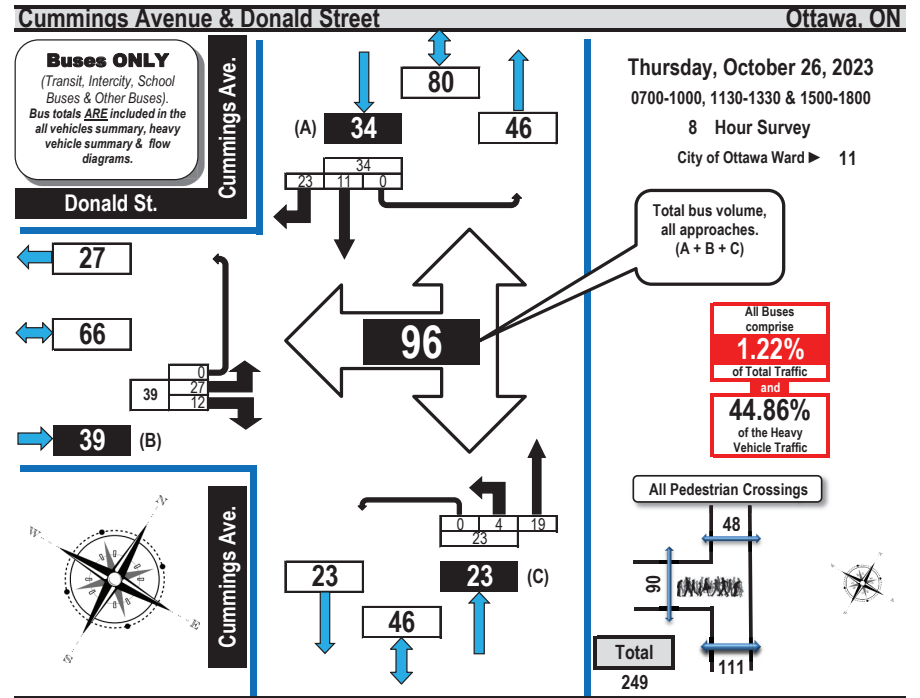 Cummings Avenue & Donald Street
Ottawa, ON
Buses ONLY
(Transit, Intercity, School
Buses & Other Buses).
Bus totals ARE included in the
all vehicles summary, heavy
vehicle summary & flow
diagrams.
Cummings Ave.
Donald St.
80
(A) 34
46
34
23 11 0
Thursday, October 26, 2023
0700-1000, 1130-1330 & 1500-1800
8 Hour Survey
City of Ottawa Ward ► 11
Total bus volume,
all approaches.
(A + B + C)
27
66
96
0
39 27
12
39 (B)
All Buses
comprise
1.22%
of Total Traffic
and
44.86%
of the Heavy
Vehicle Traffic
N
W
E
S
Cummings Ave.
0 4 19
23
23
23 (C)
46
All Pedestrian Crossings
48
90
111
Total
249